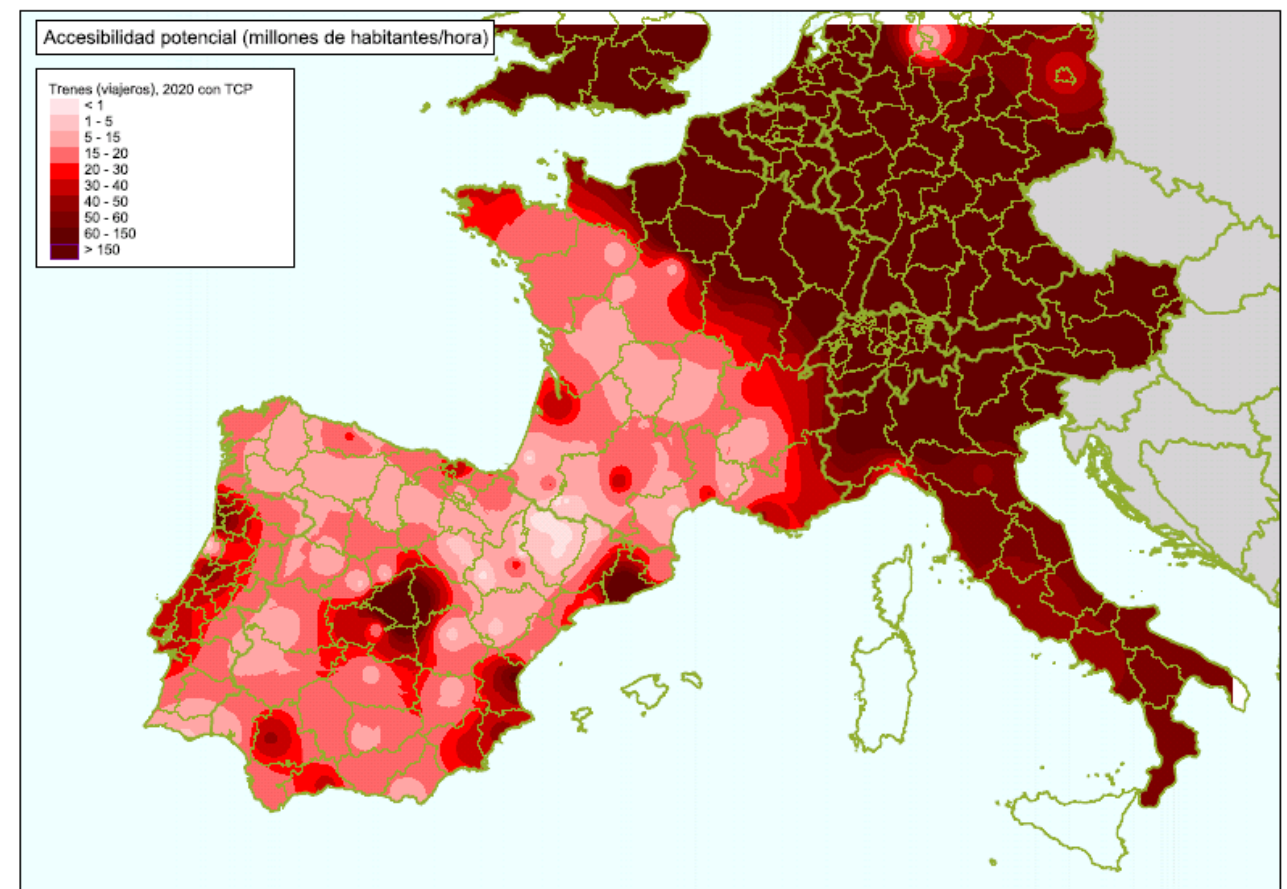 Accesibilidad potencial (millones de habitantes/hora)
Trenes (viajeros), 2020 con TCP
< 1
1 - 5
5 - 15
15 - 20
20 - 30
30 - 40
40 - 50
50 - 60
60 - 150
> 150